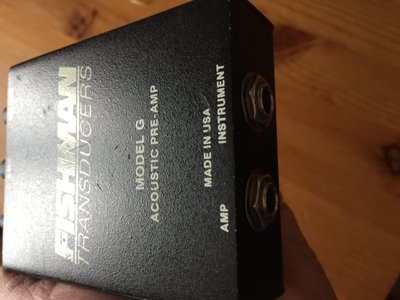 FISHMAN
TRANSDUCERS
MODEL G
ACOUSTIC PRE-AMP
MADE IN USA
AMP
INSTRUMENT